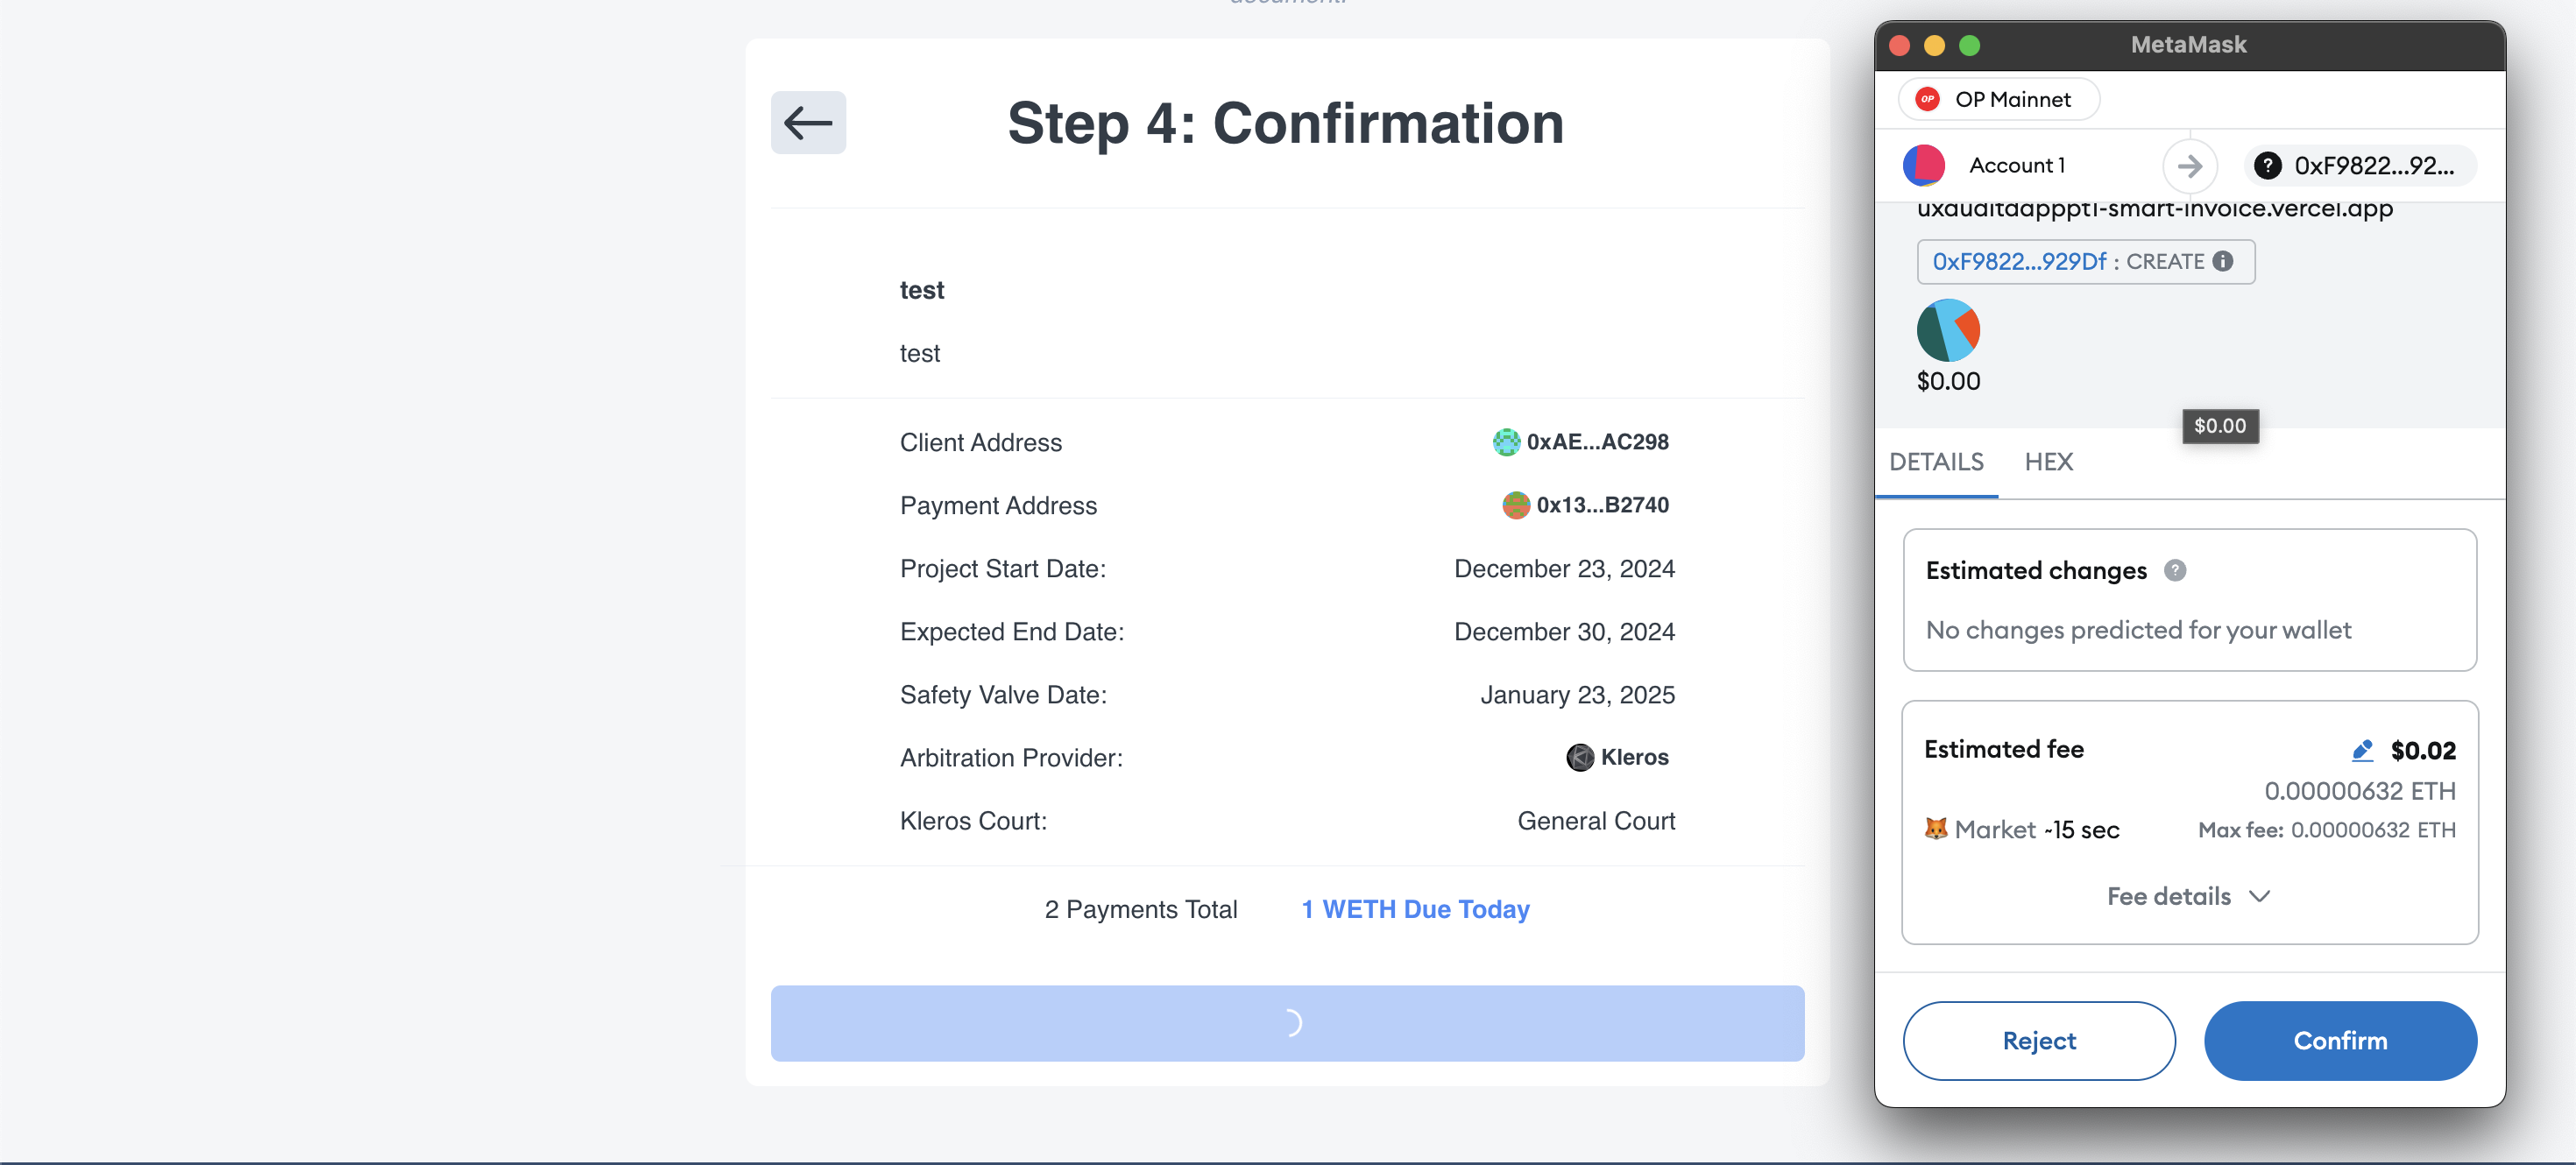 document.
Step 4: Confirmation
test
test
Client Address 0xAE...AC298
Payment Address 0x13...B2740
Project Start Date: December 23, 2024
Expected End Date: December 30, 2024
Safety Valve Date: January 23, 2025
Arbitration Provider: Kleros
Kleros Court: General Court
2 Payments Total 1 WETH Due Today
MetaMask
OP OP Mainnet
Account 1 ? 0xF9822...92...
uxauditdapppt1-smart-invoice.vercel.app
0xF9822...929Df : CREATE
$0.00
$0.00
DETAILS HEX
Estimated changes ?
No changes predicted for your wallet
Estimated fee $0.02
0.00000632 ETH
Market ~15 sec Max fee: 0.00000632 ETH
Fee details
Reject Confirm